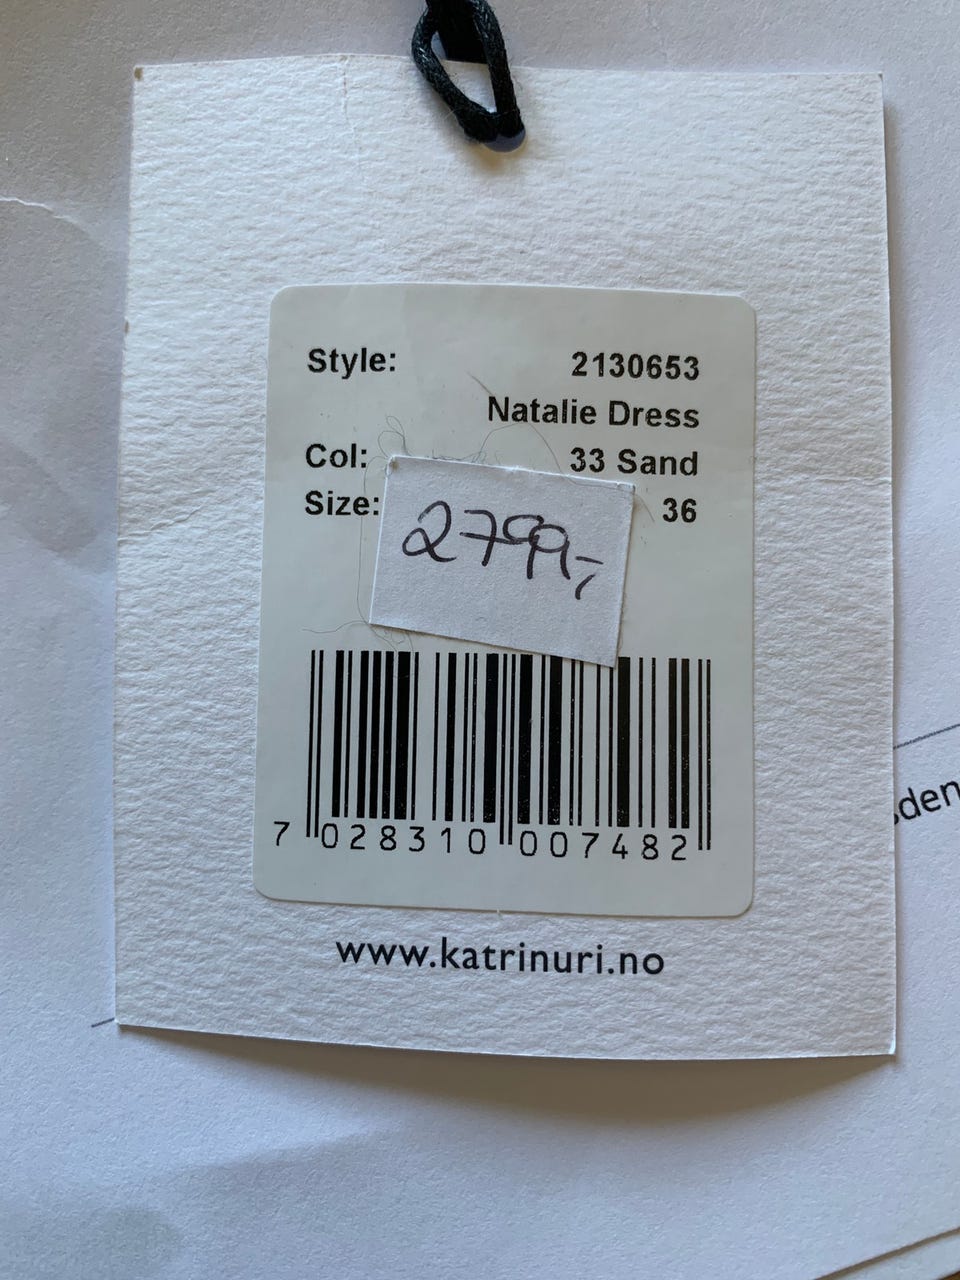 Style: 2130653
Natalie Dress
Col: 33 Sand
Size: 36
2799,-
7 028310 007482
www.katrinuri.no